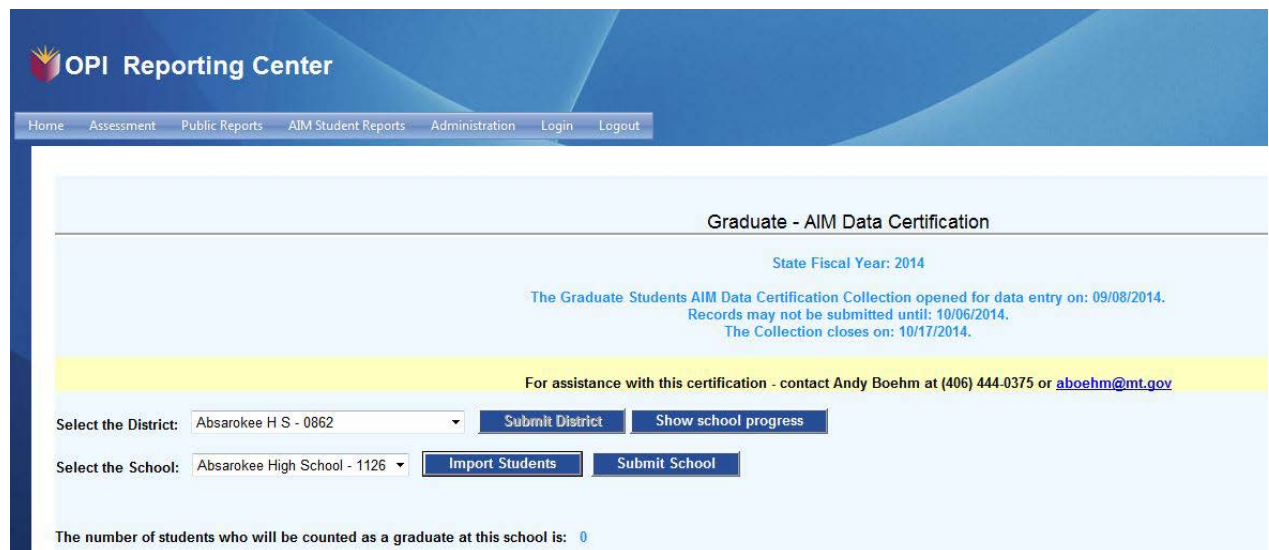 OPI Reporting Center
Home Assessment Public Reports AIM Student Reports Administration Login Logout
Graduate - AIM Data Certification
State Fiscal Year: 2014
The Graduate Students AIM Data Certification Collection opened for data entry on: 09/08/2014.
Records may not be submitted until: 10/06/2014.
The Collection closes on: 10/17/2014.
For assistance with this certification - contact Andy Boehm at (406) 444-0375 or aboehm@mt.gov
Select the District: Absarokee H S - 0862 Submit District Show school progress
Select the School: Absarokee High School - 1126 Import Students Submit School
The number of students who will be counted as a graduate at this school is: 0